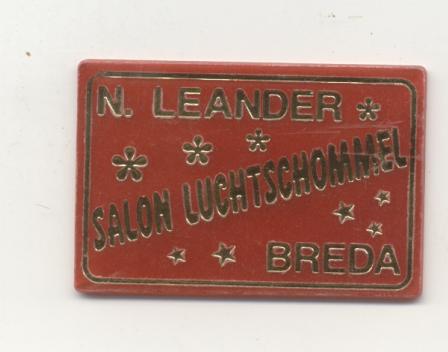 N. LEANDER
SALON LUCHTSCHOMMEL
BREDA